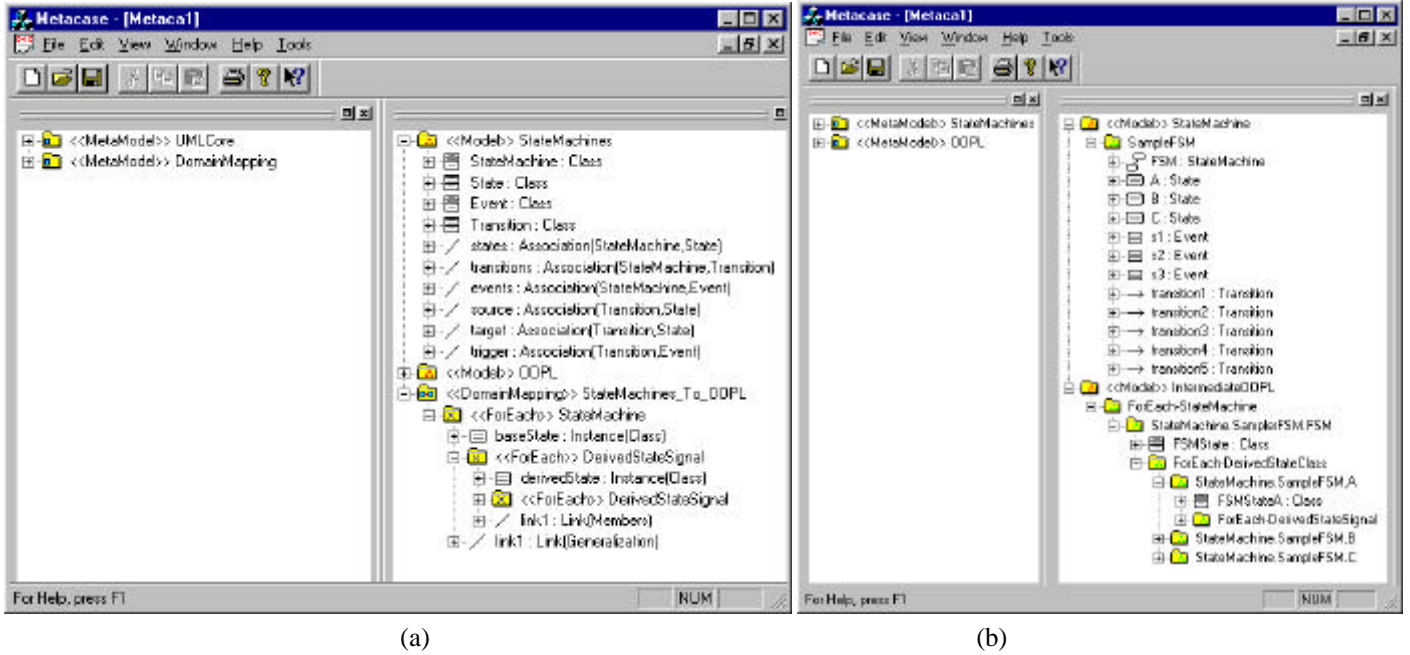 Metacase - [Metaca1]
File Edit View Window Help Tools
<<MetaModel>> UMLCore
<<MetaModel>> DomainMapping
<<Model>> StateMachines
StateMachine : Class
State : Class
Event : Class
Transition : Class
states : Association(StateMachine,State)
transitions : Association(StateMachine,Transition)
events : Association(StateMachine,Event)
source : Association(Transition,State)
target : Association(Transition,State)
trigger : Association(Transition,Event)
<<Model>> OOPL
<<DomainMapping>> StateMachines_To_OOPL
<<ForEach>> StateMachine
baseState : Instance(Class)
<<ForEach>> DerivedStateSignal
derivedState : Instance(Class)
<<ForEach>> DerivedStateSignal
link1 : Link(Members)
link1 : Link(Generalization)
For Help, press F1
NUM
(a)
Metacase - [Metaca1]
File Edit View Window Help Tools
<<MetaModel>> StateMachines
<<MetaModel>> OOPL
<<Model>> StateMachine
SampleFSM
FSM : StateMachine
A : State
B : State
C : State
s1 : Event
s2 : Event
s3 : Event
transition1 : Transition
transition2 : Transition
transition3 : Transition
transition4 : Transition
transition5 : Transition
<<Model>> IntermediateOOPL
ForEach-StateMachine
StateMachine.SampleFSM.FSM
FSMState : Class
ForEach-DerivedStateClass
StateMachine.SampleFSM.A
FSMStateA : Class
ForEach-DerivedStateSignal
StateMachine.SampleFSM.B
StateMachine.SampleFSM.C
For Help, press F1
NUM
(b)